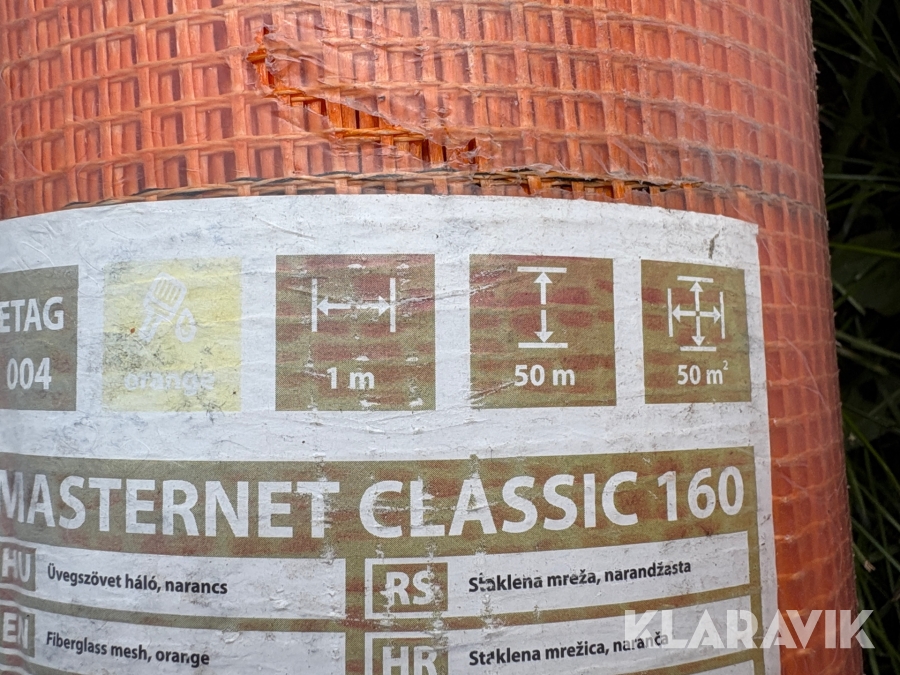 ETAG
004
orange
1 m
50 m
50 m²
MASTERNET CLASSIC 160
HU Üvegszövet háló, narancs
RS Staklena mreža, narandžasta
EN Fiberglass mesh, orange
HR Staklena mrežica, naranča
KLARAVIK